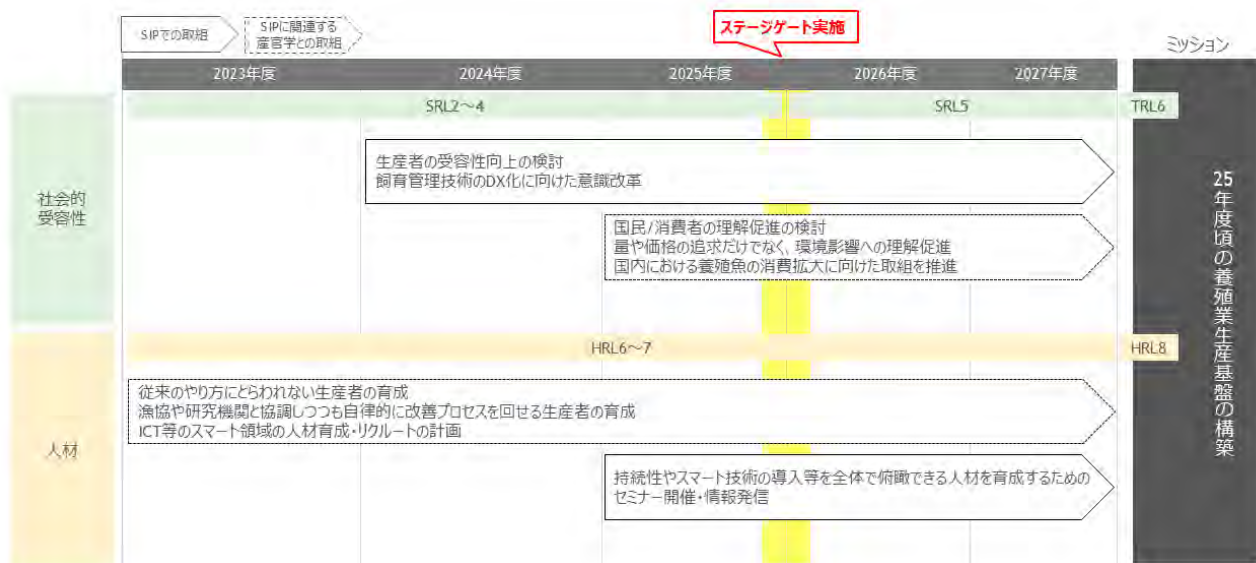 SIPでの取組
SIPに関連する
産官学との取組
ステージゲート実施
ミッション
2023年度
2024年度
2025年度
2026年度
2027年度
社会的
受容性
SRL2～4
SRL5
TRL6
生産者の受容性向上の検討
飼育管理技術のDX化に向けた意識改革
国民/消費者の理解促進の検討
量や価格の追求だけでなく、環境影響への理解促進
国内における養殖魚の消費拡大に向けた取組を推進
人材
HRL6～7
HRL8
従来のやり方にとらわれない生産者の育成
漁協や研究機関と協調しつつも自律的に改善プロセスを回せる生産者の育成
ICT等のスマート領域の人材育成・リクルートの計画
持続性やスマート技術の導入等を全体で俯瞰できる人材を育成するための
セミナー開催・情報発信
25年度頃の養殖業生産基盤の構築